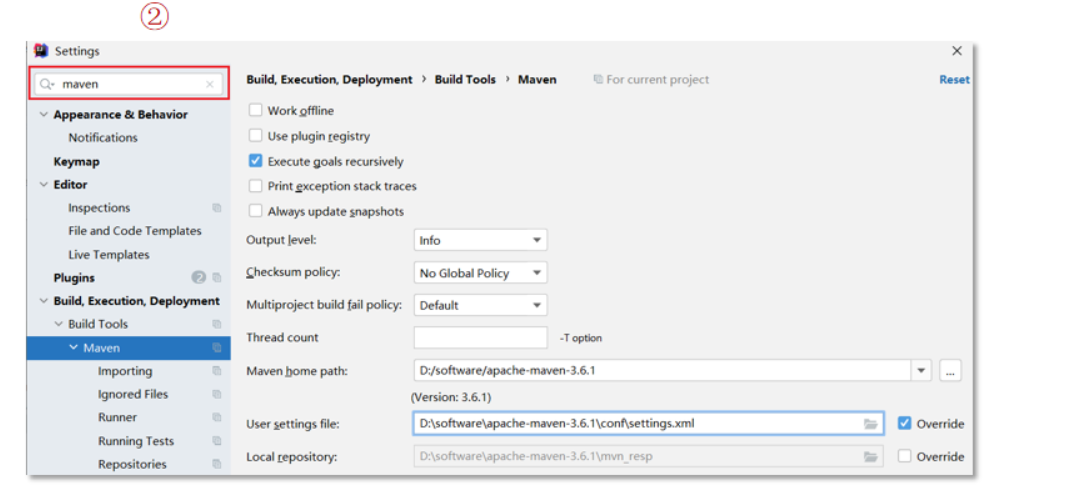 ②
Settings
maven
Build, Execution, Deployment › Build Tools › Maven For current project Reset
Appearance & Behavior
Notifications
Keymap
Editor
Inspections
File and Code Templates
Live Templates
Plugins 2
Build, Execution, Deployment
Build Tools
Maven
Importing
Ignored Files
Runner
Running Tests
Repositories
Work offline
Use plugin registry
Execute goals recursively
Print exception stack traces
Always update snapshots
Output level: Info
Checksum policy: No Global Policy
Multiproject build fail policy: Default
Thread count -T option
Maven home path: D:/software/apache-maven-3.6.1 ...
(Version: 3.6.1)
User settings file: D:\software\apache-maven-3.6.1\conf\settings.xml Override
Local repository: D:\software\apache-maven-3.6.1\mvn_resp Override